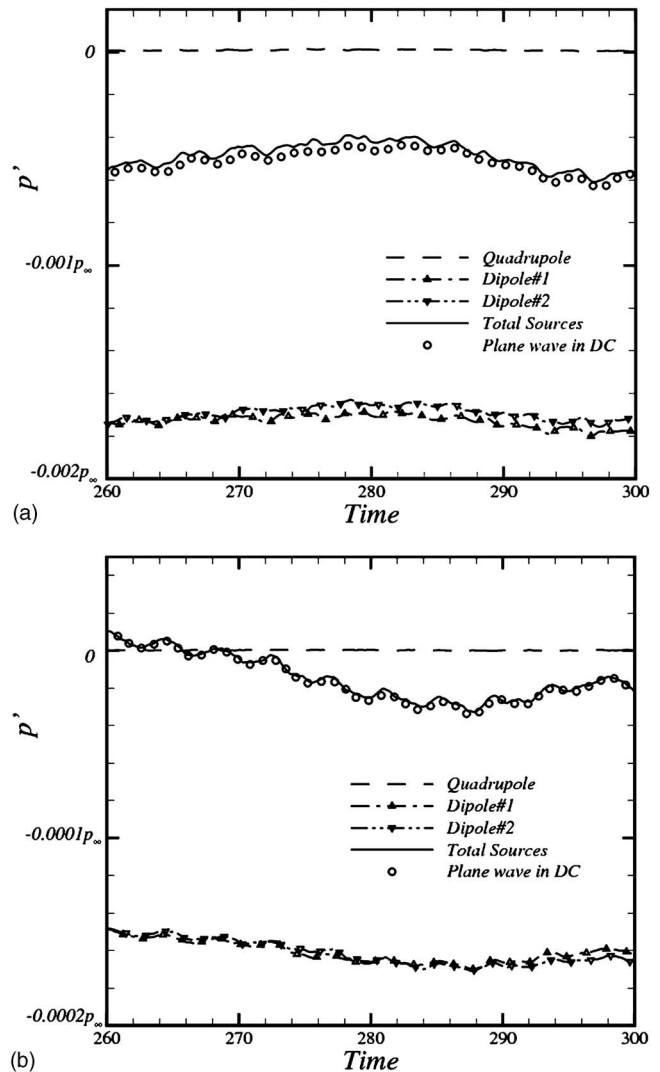 0
p'
-0.001p∞
-0.002p∞
Quadrupole
Dipole#1
Dipole#2
Total Sources
Plane wave in DC
260 270 280 290 300
(a) Time
0
p'
-0.0001p∞
-0.0002p∞
Quadrupole
Dipole#1
Dipole#2
Total Sources
Plane wave in DC
260 270 280 290 300
(b) Time